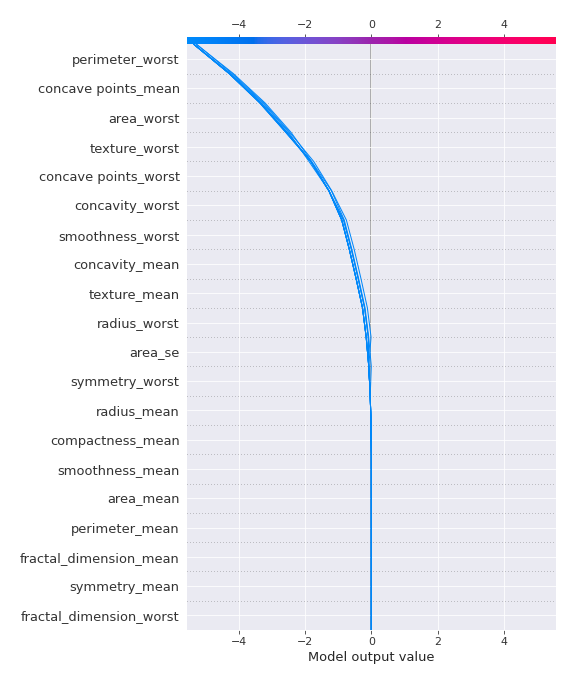 −4 −2 0 2 4
perimeter_worst
concave points_mean
area_worst
texture_worst
concave points_worst
concavity_worst
smoothness_worst
concavity_mean
texture_mean
radius_worst
area_se
symmetry_worst
radius_mean
compactness_mean
smoothness_mean
area_mean
perimeter_mean
fractal_dimension_mean
symmetry_mean
fractal_dimension_worst
−4 −2 0 2 4
Model output value